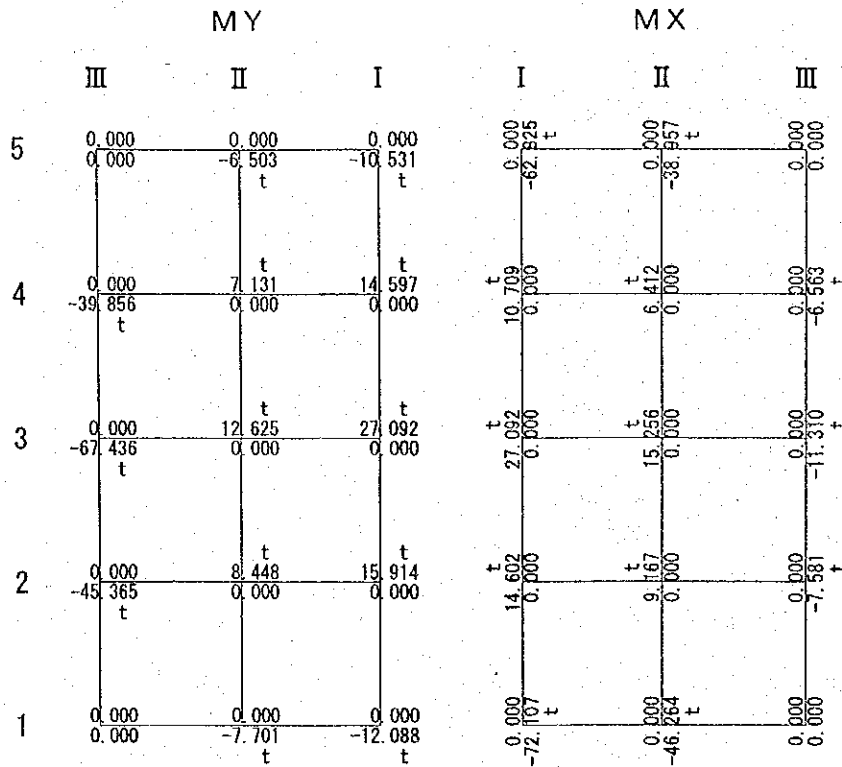 MY MX
III II I I II III
5 0.000 0.000 0.000
0.000 -6.503 -10.531
t t
t t
4 0.000 7.131 14.597
-39.856 0.000 0.000
t
t t
3 0.000 12.625 27.092
-67.436 0.000 0.000
t
t t
2 0.000 8.448 15.914
-45.365 0.000 0.000
t
1 0.000 0.000 0.000
0.000 -7.701 -12.088
t t
0.000 0.000 0.000
-38.957 t 0.000
t t
10.709 6.412 0.000
0.000 0.000 -6.563 t
t t
27.092 15.256 0.000
0.000 0.000 -11.310 t
t t
14.602 9.167 0.000
0.000 0.000 -7.581 t
0.000 0.000 0.000
-72.107 t -46.264 t 0.000